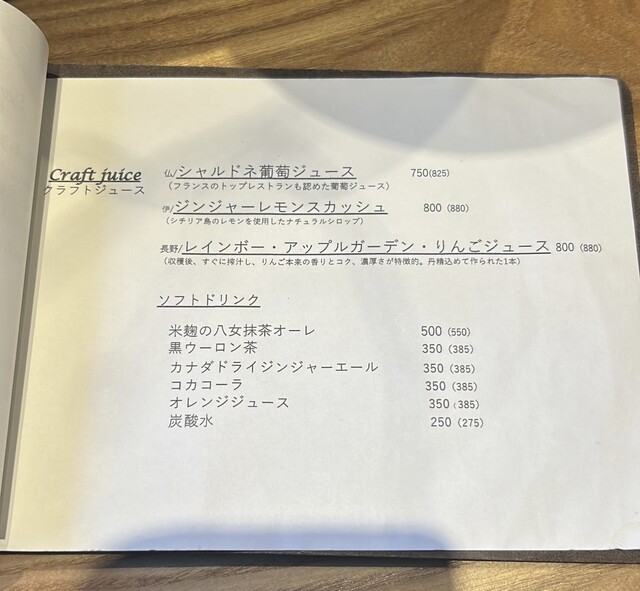 Craft juice
クラフトジュース
仏/シャルドネ葡萄ジュース 750(825)
(フランスのトップレストランも認めた葡萄ジュース)
伊/ジンジャーレモンスカッシュ 800 (880)
(シチリア島のレモンを使用したナチュラルシロップ)
長野/レインボー・アップルガーデン・りんごジュース 800 (880)
(収穫後、すぐに搾汁し、りんご本来の香りとコク、濃厚さが特徴的。丹精込めて作られた1本)
ソフトドリンク
米麹の八女抹茶オーレ 500 (550)
黒ウーロン茶 350 (385)
カナダドライジンジャーエール 350 (385)
コカコーラ 350 (385)
オレンジジュース 350 (385)
炭酸水 250 (275)